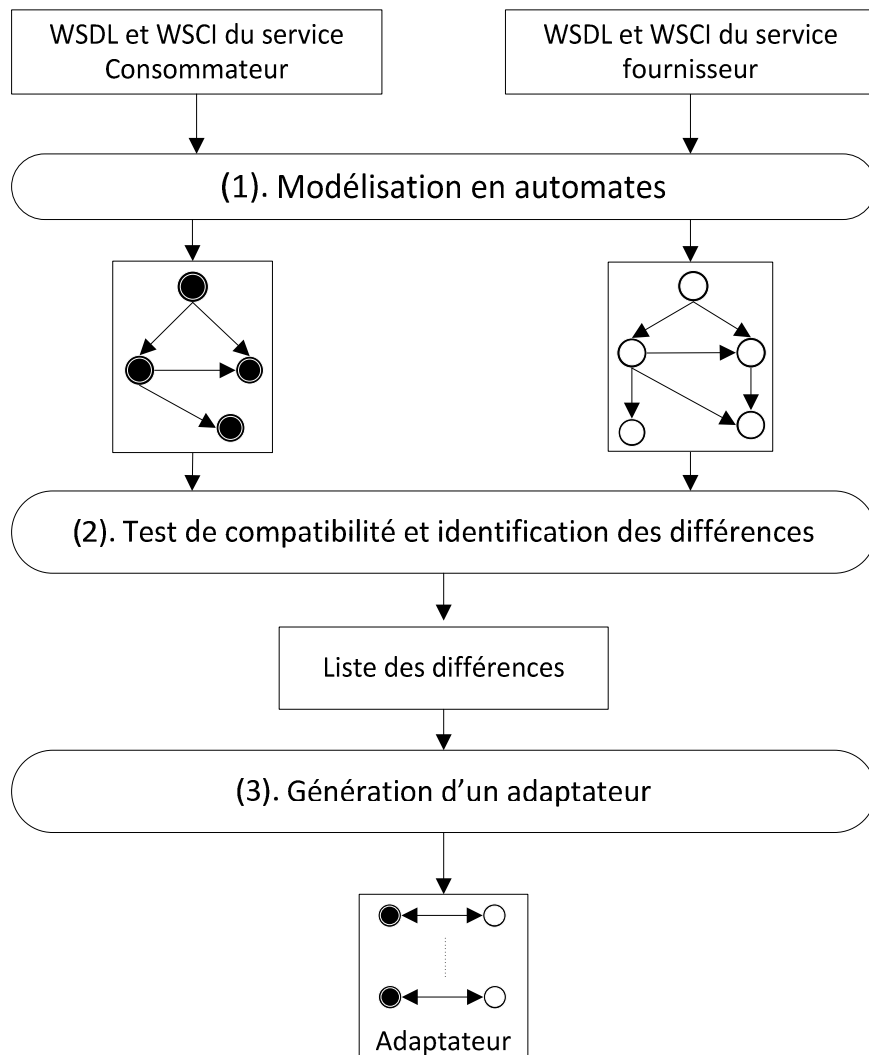 WSDL et WSCI du service
Consommateur
WSDL et WSCI du service
fournisseur
(1). Modélisation en automates
(2). Test de compatibilité et identification des différences
Liste des différences
(3). Génération d’un adaptateur
Adaptateur